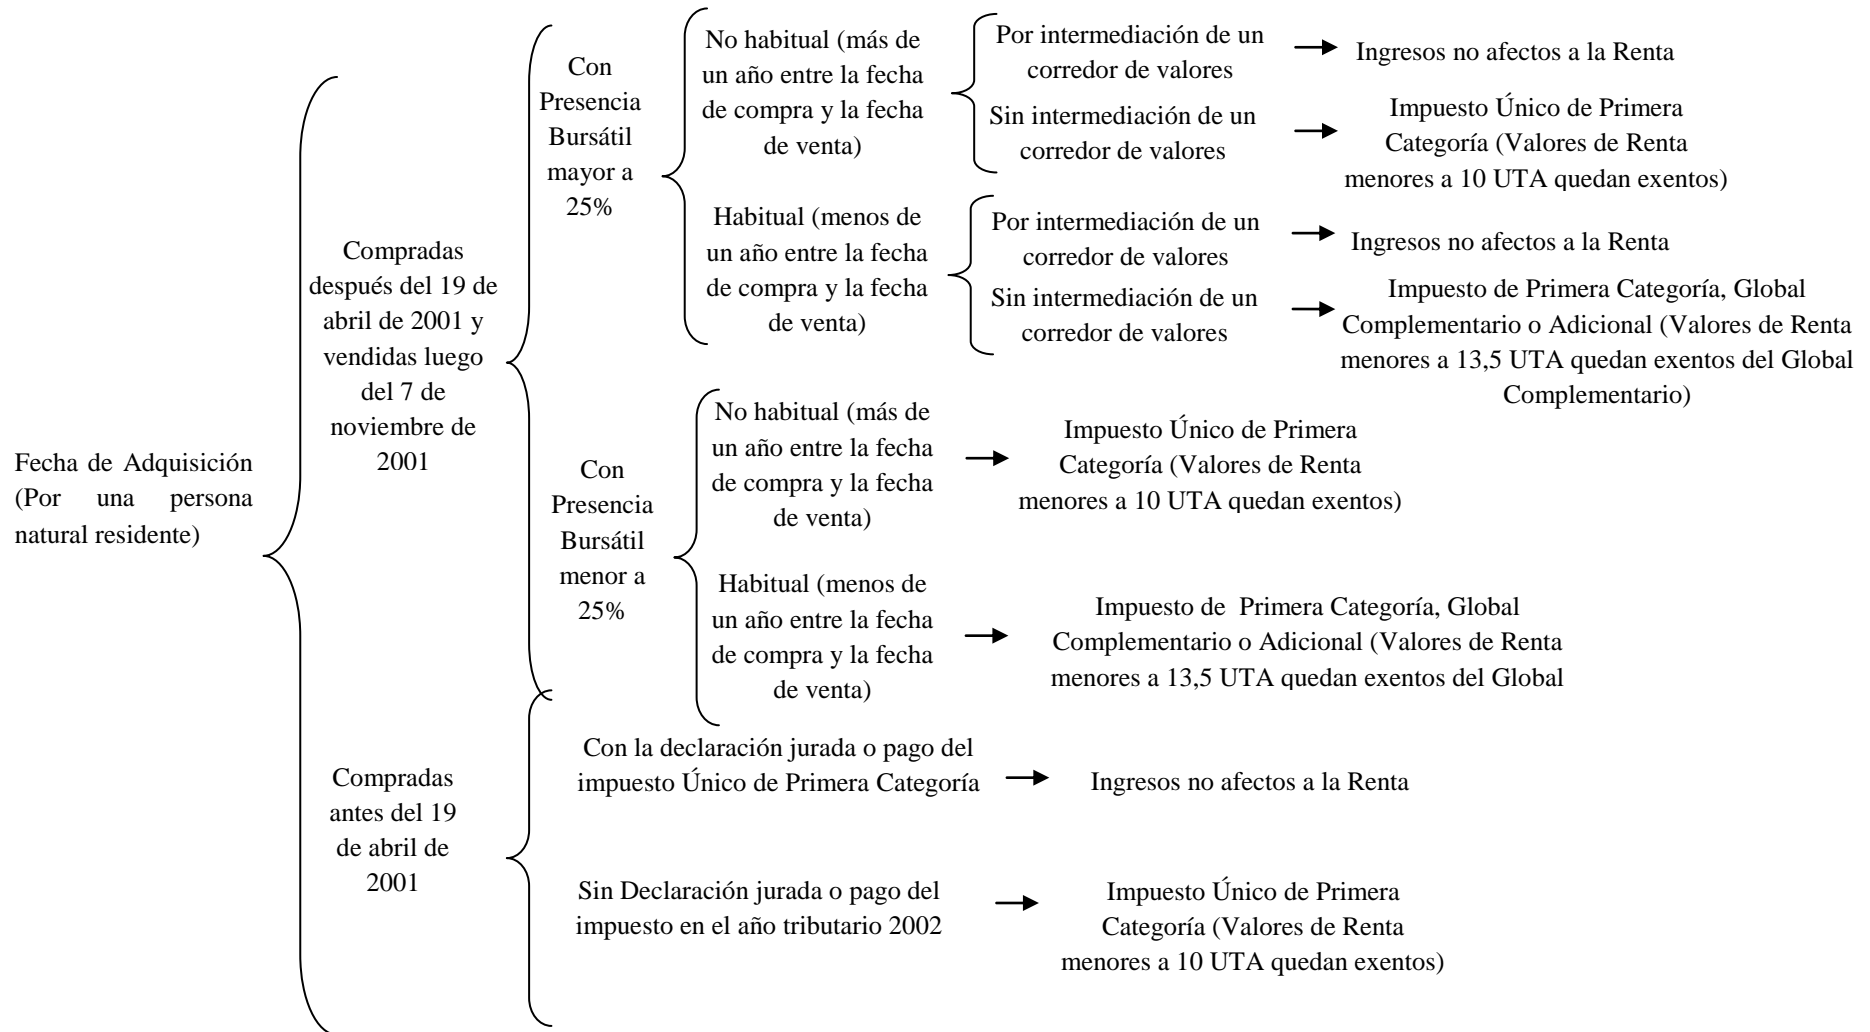 Fecha de Adquisición
(Por una persona
natural residente)
Compradas
después del 19 de
abril de 2001 y
vendidas luego
del 7 de
noviembre de
2001
Con
Presencia
Bursátil
mayor a
25%
No habitual (más de
un año entre la fecha
de compra y la fecha
de venta)
Por intermediación de un
corredor de valores
Ingresos no afectos a la Renta
Sin intermediación de un
corredor de valores
Impuesto Único de Primera
Categoría (Valores de Renta
menores a 10 UTA quedan exentos)
Habitual (menos de
un año entre la fecha
de compra y la fecha
de venta)
Por intermediación de un
corredor de valores
Ingresos no afectos a la Renta
Sin intermediación de un
corredor de valores
Impuesto de Primera Categoría, Global
Complementario o Adicional (Valores de Renta
menores a 13,5 UTA quedan exentos del Global
Complementario)
Con
Presencia
Bursátil
menor a
25%
No habitual (más de
un año entre la fecha
de compra y la fecha
de venta)
Impuesto Único de Primera
Categoría (Valores de Renta
menores a 10 UTA quedan exentos)
Habitual (menos de
un año entre la fecha
de compra y la fecha
de venta)
Impuesto de Primera Categoría, Global
Complementario o Adicional (Valores de Renta
menores a 13,5 UTA quedan exentos del Global
Compradas
antes del 19
de abril de
2001
Con la declaración jurada o pago del
impuesto Único de Primera Categoría
Ingresos no afectos a la Renta
Sin Declaración jurada o pago del
impuesto en el año tributario 2002
Impuesto Único de Primera
Categoría (Valores de Renta
menores a 10 UTA quedan exentos)